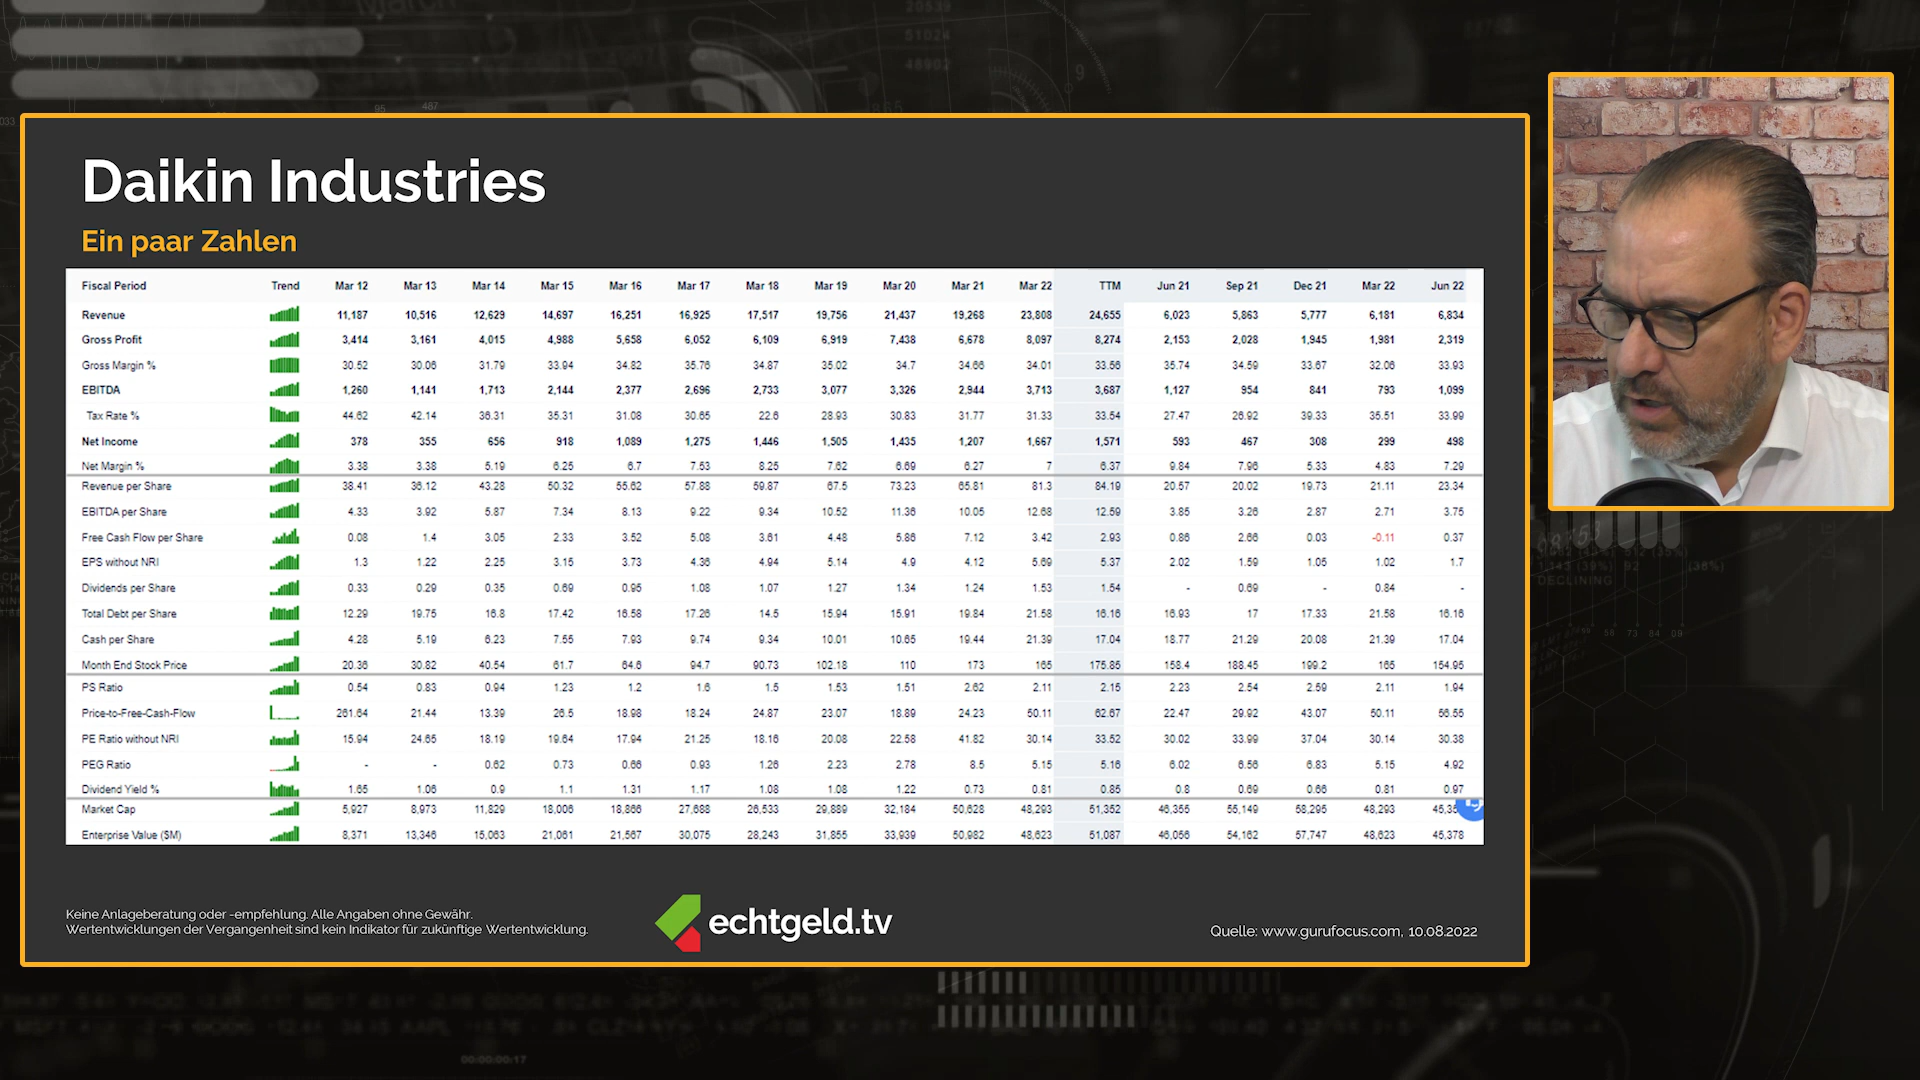 Daikin Industries
Ein paar Zahlen
Fiscal Period Trend Mar 12 Mar 13 Mar 14 Mar 15 Mar 16 Mar 17 Mar 18 Mar 19 Mar 20 Mar 21 Mar 22 TTM Jun 21 Sep 21 Dec 21 Mar 22 Jun 22
Revenue 11,187 10,516 12,629 14,697 16,251 16,925 17,517 19,756 21,437 19,268 23,808 24,655 6,023 5,863 5,777 6,181 6,834
Gross Profit 3,414 3,161 4,015 4,988 5,658 6,052 6,109 6,919 7,438 6,678 8,097 8,274 2,153 2,028 1,945 1,981 2,319
Gross Margin % 30.52 30.06 31.79 33.94 34.82 35.76 34.87 35.02 34.7 34.66 34.01 33.56 35.74 34.59 33.67 32.06 33.93
EBITDA 1,260 1,141 1,713 2,144 2,377 2,696 2,733 3,077 3,326 2,944 3,713 3,687 1,127 954 841 793 1,099
Tax Rate % 44.62 42.14 36.31 35.31 31.08 30.65 22.6 28.93 30.83 31.77 31.33 33.54 27.47 26.92 39.33 35.51 33.99
Net Income 378 355 656 918 1,089 1,275 1,446 1,505 1,435 1,207 1,667 1,571 593 467 308 299 498
Net Margin % 3.38 3.38 5.19 6.25 6.7 7.53 8.25 7.62 6.69 6.27 7 6.37 9.84 7.96 5.33 4.83 7.29
Revenue per Share 38.41 36.12 43.28 50.32 55.62 57.88 59.87 67.5 73.23 65.81 81.3 84.19 20.57 20.02 19.73 21.11 23.34
EBITDA per Share 4.33 3.92 5.87 7.34 8.13 9.22 9.34 10.52 11.36 10.05 12.68 12.59 3.85 3.26 2.87 2.71 3.75
Free Cash Flow per Share 0.08 1.4 3.05 2.33 3.52 5.08 3.61 4.48 5.86 7.12 3.42 2.93 0.86 2.66 0.03 -0.11 0.37
EPS without NRI 1.3 1.22 2.25 3.15 3.73 4.36 4.94 5.14 4.9 4.12 5.69 5.37 2.02 1.59 1.05 1.02 1.7
Dividends per Share 0.33 0.29 0.35 0.69 0.95 1.08 1.07 1.27 1.34 1.24 1.53 1.54 - 0.69 - 0.84 -
Total Debt per Share 12.29 19.75 16.8 17.42 16.58 17.26 14.5 15.94 15.91 19.84 21.58 16.16 16.93 17 17.33 21.58 16.16
Cash per Share 4.28 5.19 6.23 7.55 7.93 9.74 9.34 10.01 10.65 19.44 21.39 17.04 18.77 21.29 20.08 21.39 17.04
Month End Stock Price 20.36 30.82 40.54 61.7 64.6 94.7 90.73 102.18 110 173 165 175.85 158.4 188.45 199.2 165 154.95
PS Ratio 0.54 0.83 0.94 1.23 1.2 1.6 1.5 1.53 1.51 2.62 2.11 2.15 2.23 2.54 2.59 2.11 1.94
Price-to-Free-Cash-Flow 261.64 21.44 13.39 26.5 18.98 18.24 24.87 23.07 18.89 24.23 50.11 62.67 22.47 29.92 43.07 50.11 56.55
PE Ratio without NRI 15.94 24.65 18.19 19.64 17.94 21.25 18.16 20.08 22.58 41.82 30.14 33.52 30.02 33.99 37.04 30.14 30.38
PEG Ratio - - 0.62 0.73 0.66 0.93 1.26 2.23 2.78 8.5 5.15 5.16 6.02 6.56 6.83 5.15 4.92
Dividend Yield % 1.65 1.06 0.9 1.1 1.31 1.17 1.08 1.08 1.22 0.73 0.81 0.85 0.8 0.69 0.66 0.81 0.97
Market Cap 5,927 8,973 11,829 18,006 18,866 27,688 26,533 29,889 32,184 50,628 48,293 51,352 46,355 55,149 58,295 48,293
Enterprise Value ($M) 8,371 13,346 15,063 21,061 21,567 30,075 28,243 31,855 33,939 50,982 48,623 51,087 46,056 54,162 57,747 48,623 45,378
Keine Anlageberatung oder -empfehlung. Alle Angaben ohne Gewähr.
Wertentwicklungen der Vergangenheit sind kein Indikator für zukünftige Wertentwicklung.
echtgeld.tv
Quelle: www.gurufocus.com, 10.08.2022